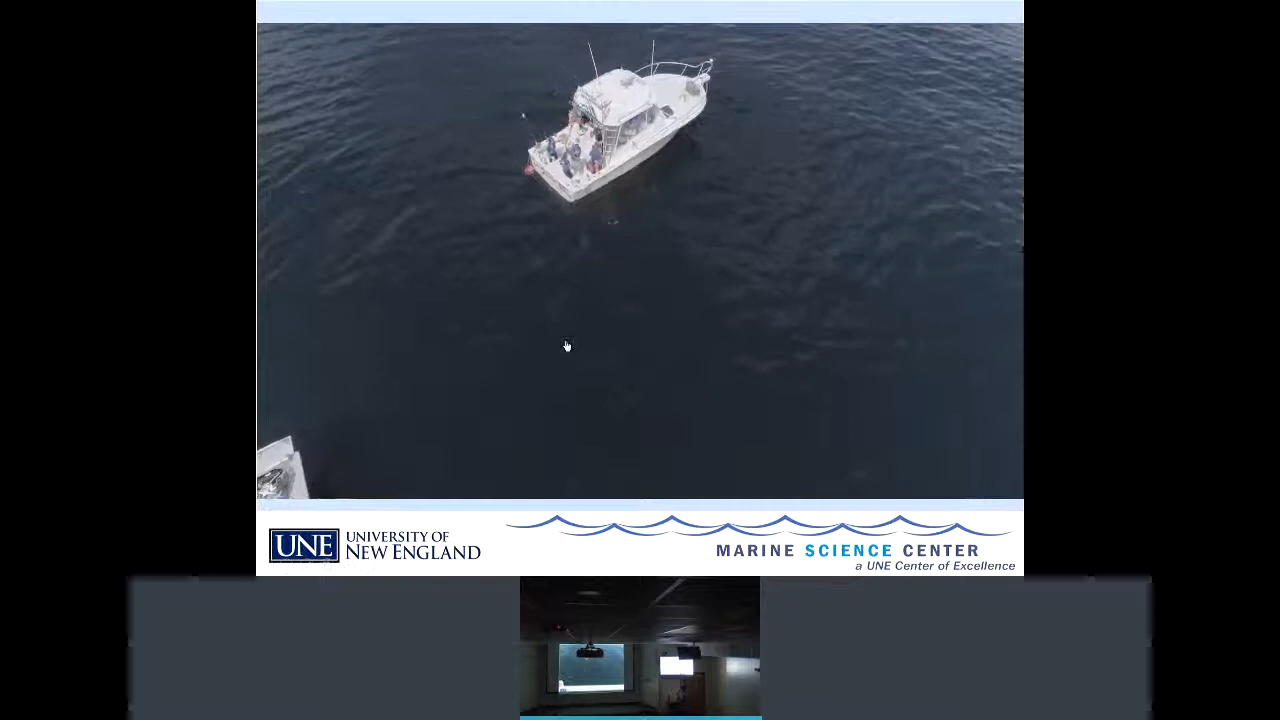 UNE
UNIVERSITY OF
NEW ENGLAND
MARINE SCIENCE CENTER
a UNE Center of Excellence